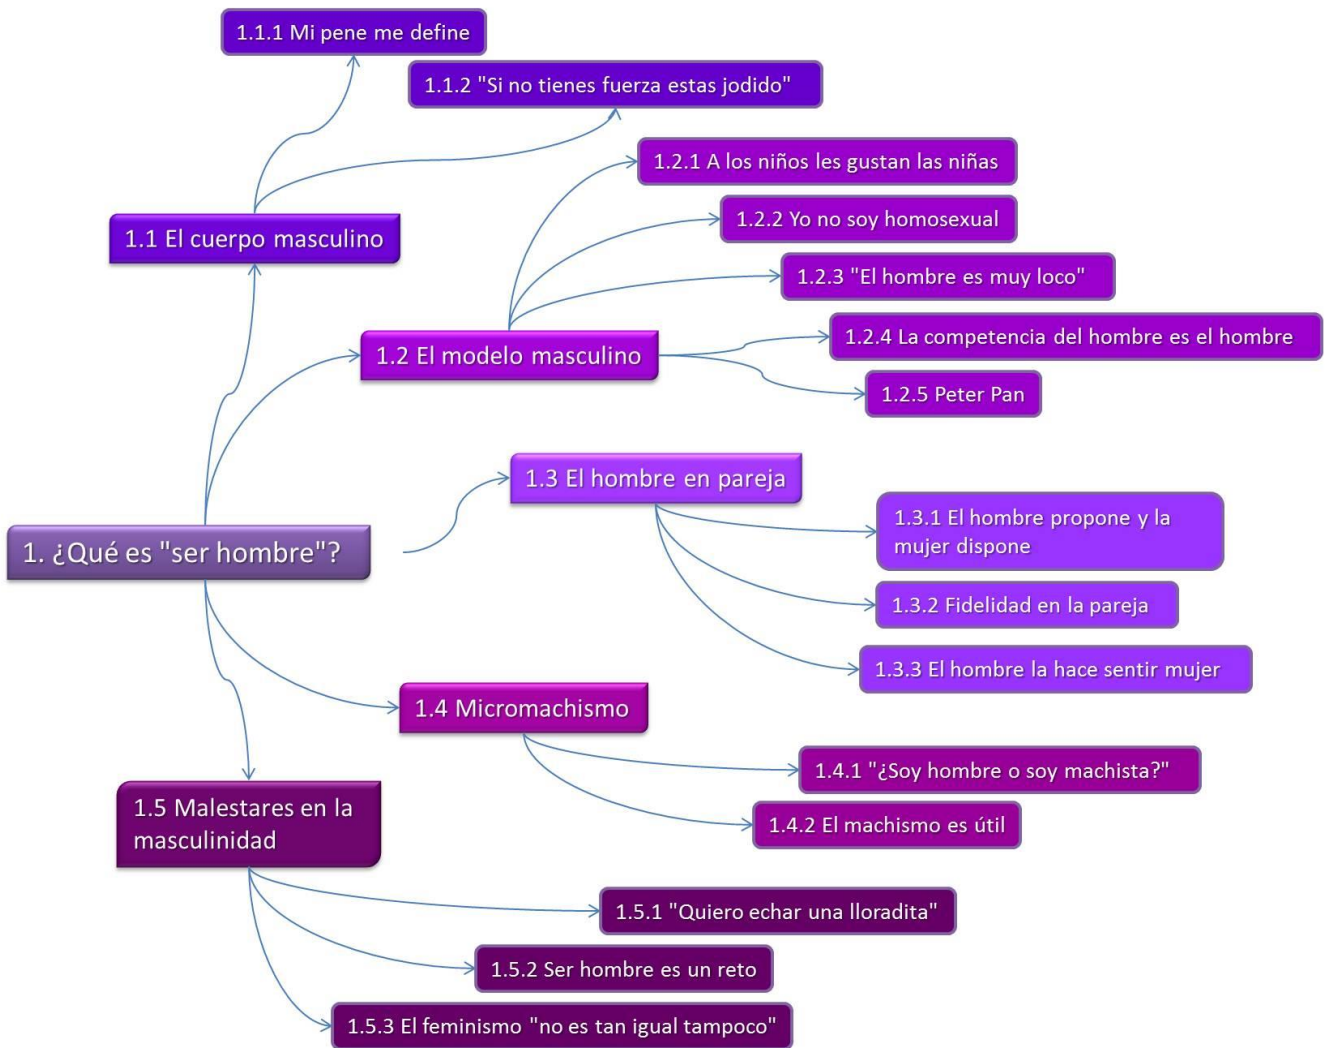 1.1.1 Mi pene me define
1.1.2 "Si no tienes fuerza estas jodido"
1.2.1 A los niños les gustan las niñas
1.2.2 Yo no soy homosexual
1.1 El cuerpo masculino
1.2.3 "El hombre es muy loco"
1.2.4 La competencia del hombre es el hombre
1.2 El modelo masculino
1.2.5 Peter Pan
1.3 El hombre en pareja
1.3.1 El hombre propone y la
mujer dispone
1. ¿Qué es "ser hombre"?
1.3.2 Fidelidad en la pareja
1.3.3 El hombre la hace sentir mujer
1.4 Micromachismo
1.4.1 "¿Soy hombre o soy machista?"
1.4.2 El machismo es útil
1.5 Malestares en la
masculinidad
1.5.1 "Quiero echar una lloradita"
1.5.2 Ser hombre es un reto
1.5.3 El feminismo "no es tan igual tampoco"